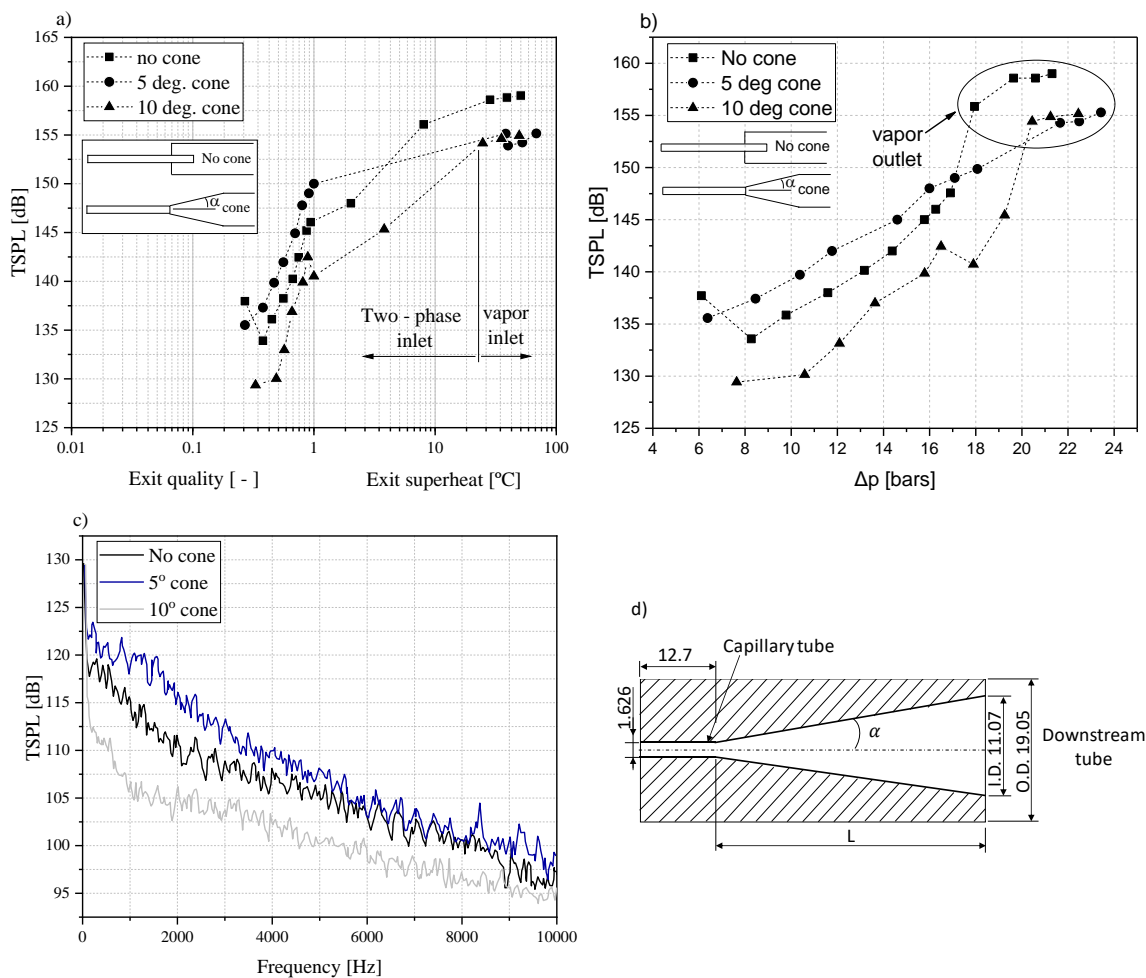 a)
165
160
155
150
145
140
135
130
125
TSPL [dB]
no cone
5 deg. cone
10 deg. cone
No cone
α
cone
Two - phase
inlet
vapor
inlet
0.01
0.1
1
10
100
Exit quality [ - ]
Exit superheat [ºC]
b)
160
155
150
145
140
135
130
125
TSPL [dB]
No cone
5 deg cone
10 deg cone
No cone
α
cone
vapor
outlet
4 6 8 10 12 14 16 18 20 22 24
Δp [bars]
c)
130
125
120
115
110
105
100
95
TSPL [dB]
No cone
5º cone
10º cone
0 2000 4000 6000 8000 10000
Frequency [Hz]
d)
12.7
Capillary tube
1.626
α
I.D. 11.07
O.D. 19.05
Downstream
tube
L